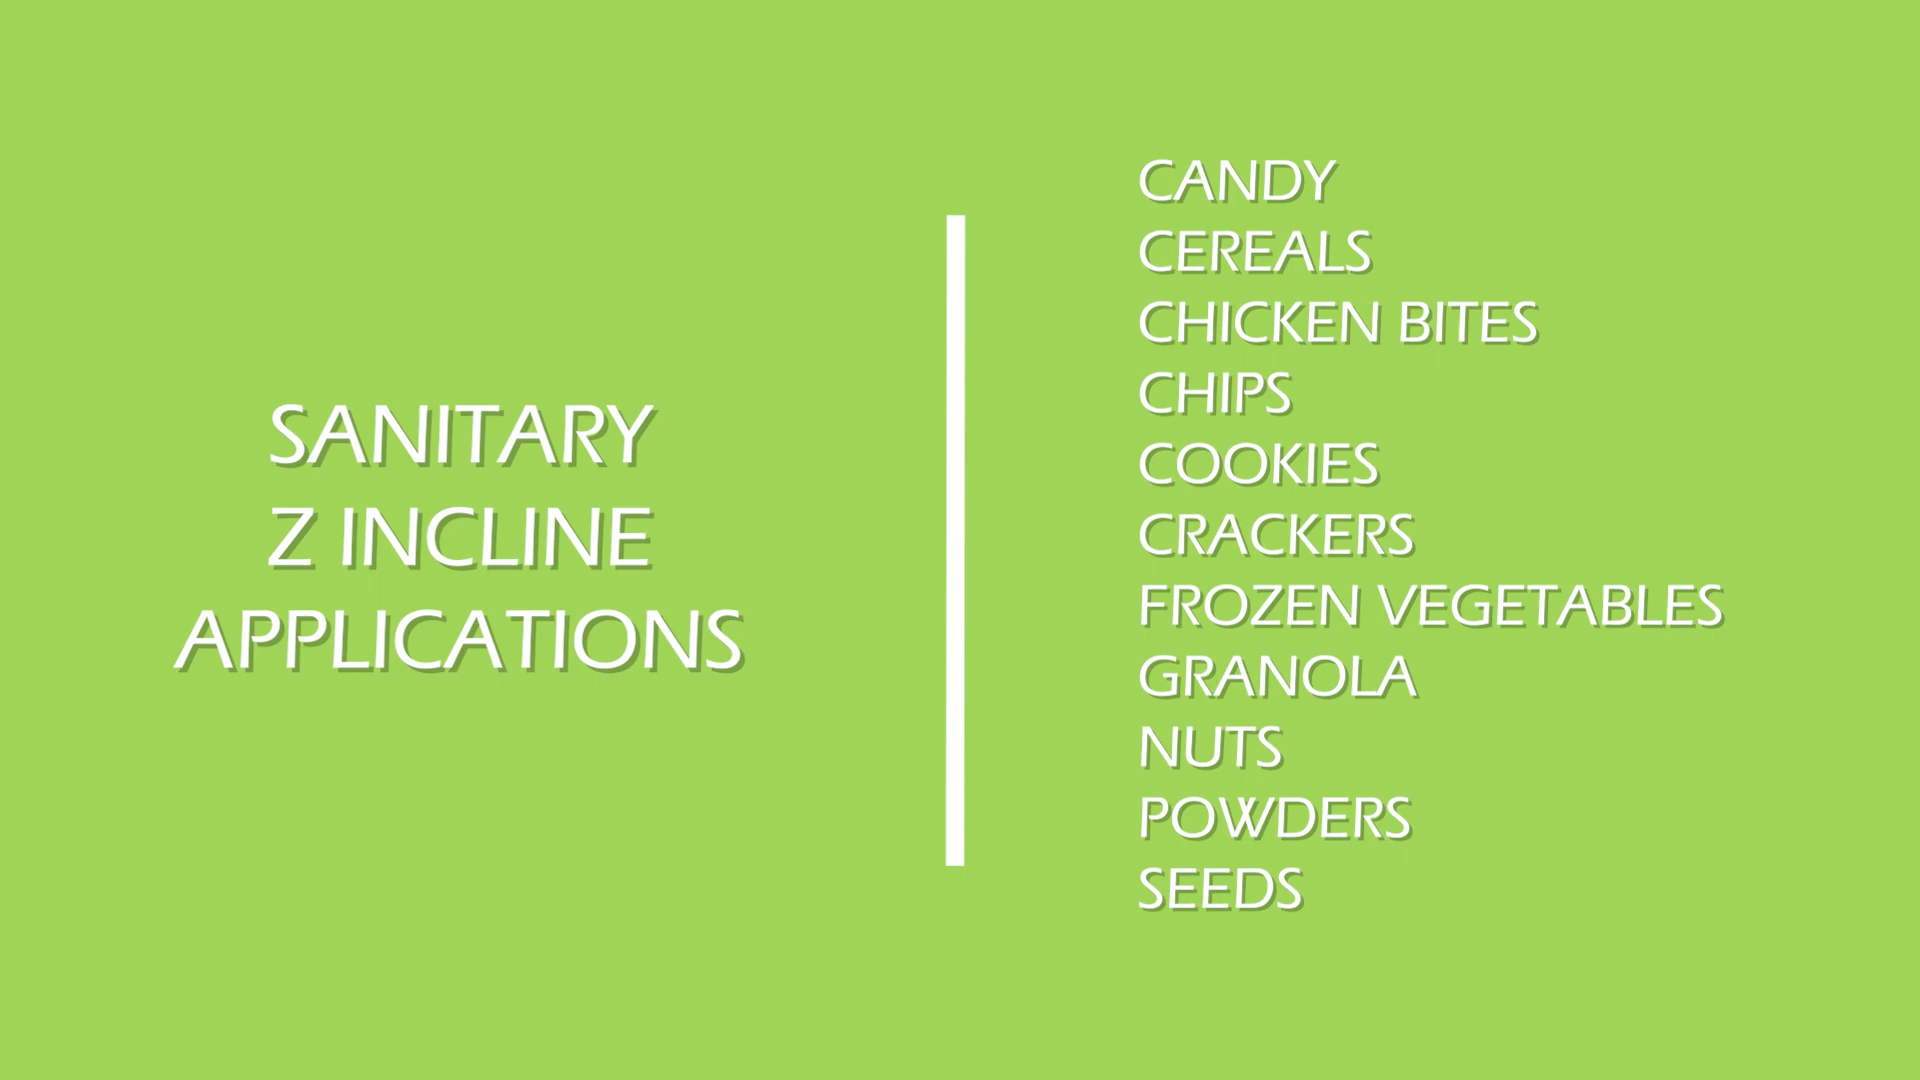 SANITARY
Z INCLINE
APPLICATIONS
CANDY
CEREALS
CHICKEN BITES
CHIPS
COOKIES
CRACKERS
FROZEN VEGETABLES
GRANOLA
NUTS
POWDERS
SEEDS